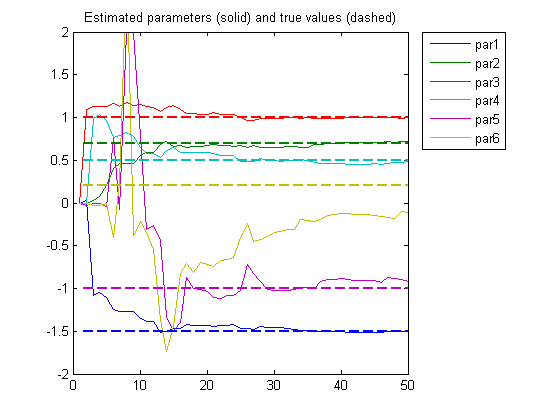 Estimated parameters (solid) and true values (dashed)
2
1.5
1
0.5
0
-0.5
-1
-1.5
-2
0 10 20 30 40 50
par1
par2
par3
par4
par5
par6